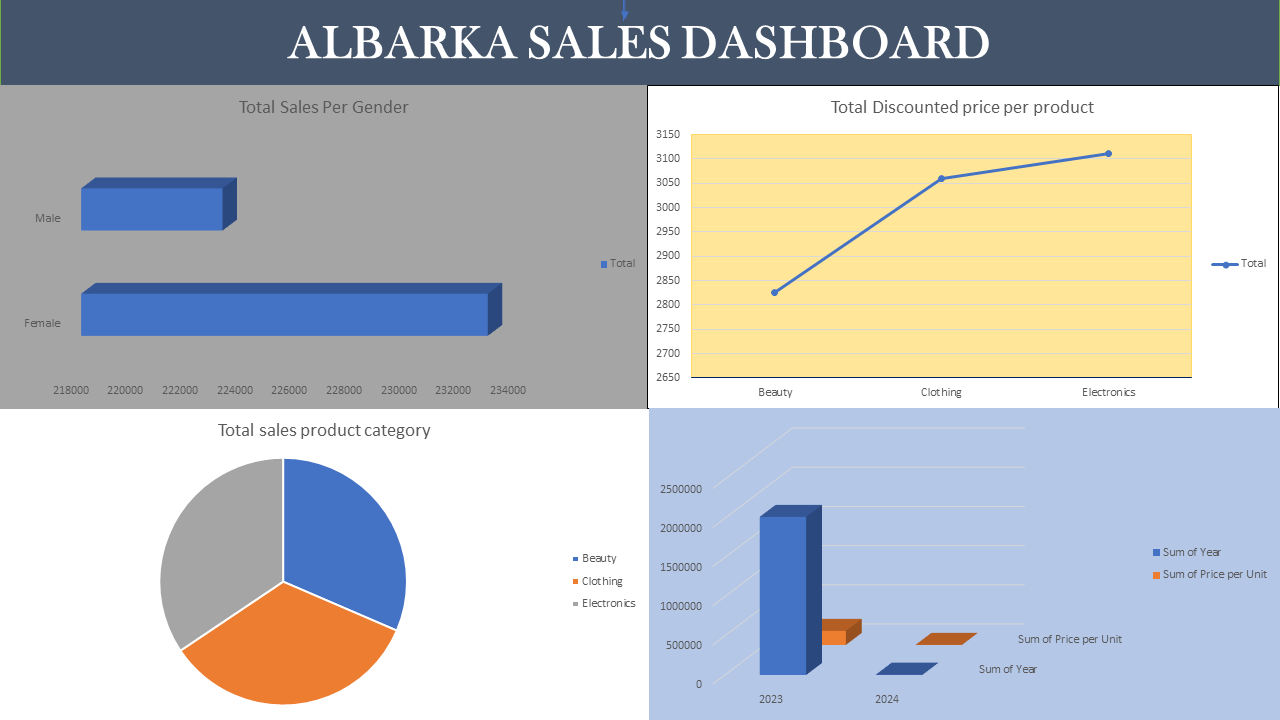 ALBARKA SALES DASHBOARD
Total Sales Per Gender
Male
Female
Total
218000 220000 222000 224000 226000 228000 230000 232000 234000
Total Discounted price per product
3150
3100
3050
3000
2950
2900
2850
2800
2750
2700
2650
Beauty Clothing Electronics
Total
Total sales product category
Beauty
Clothing
Electronics
2500000
2000000
1500000
1000000
500000
0
2023 2024
Sum of Price per Unit
Sum of Year
Sum of Year
Sum of Price per Unit